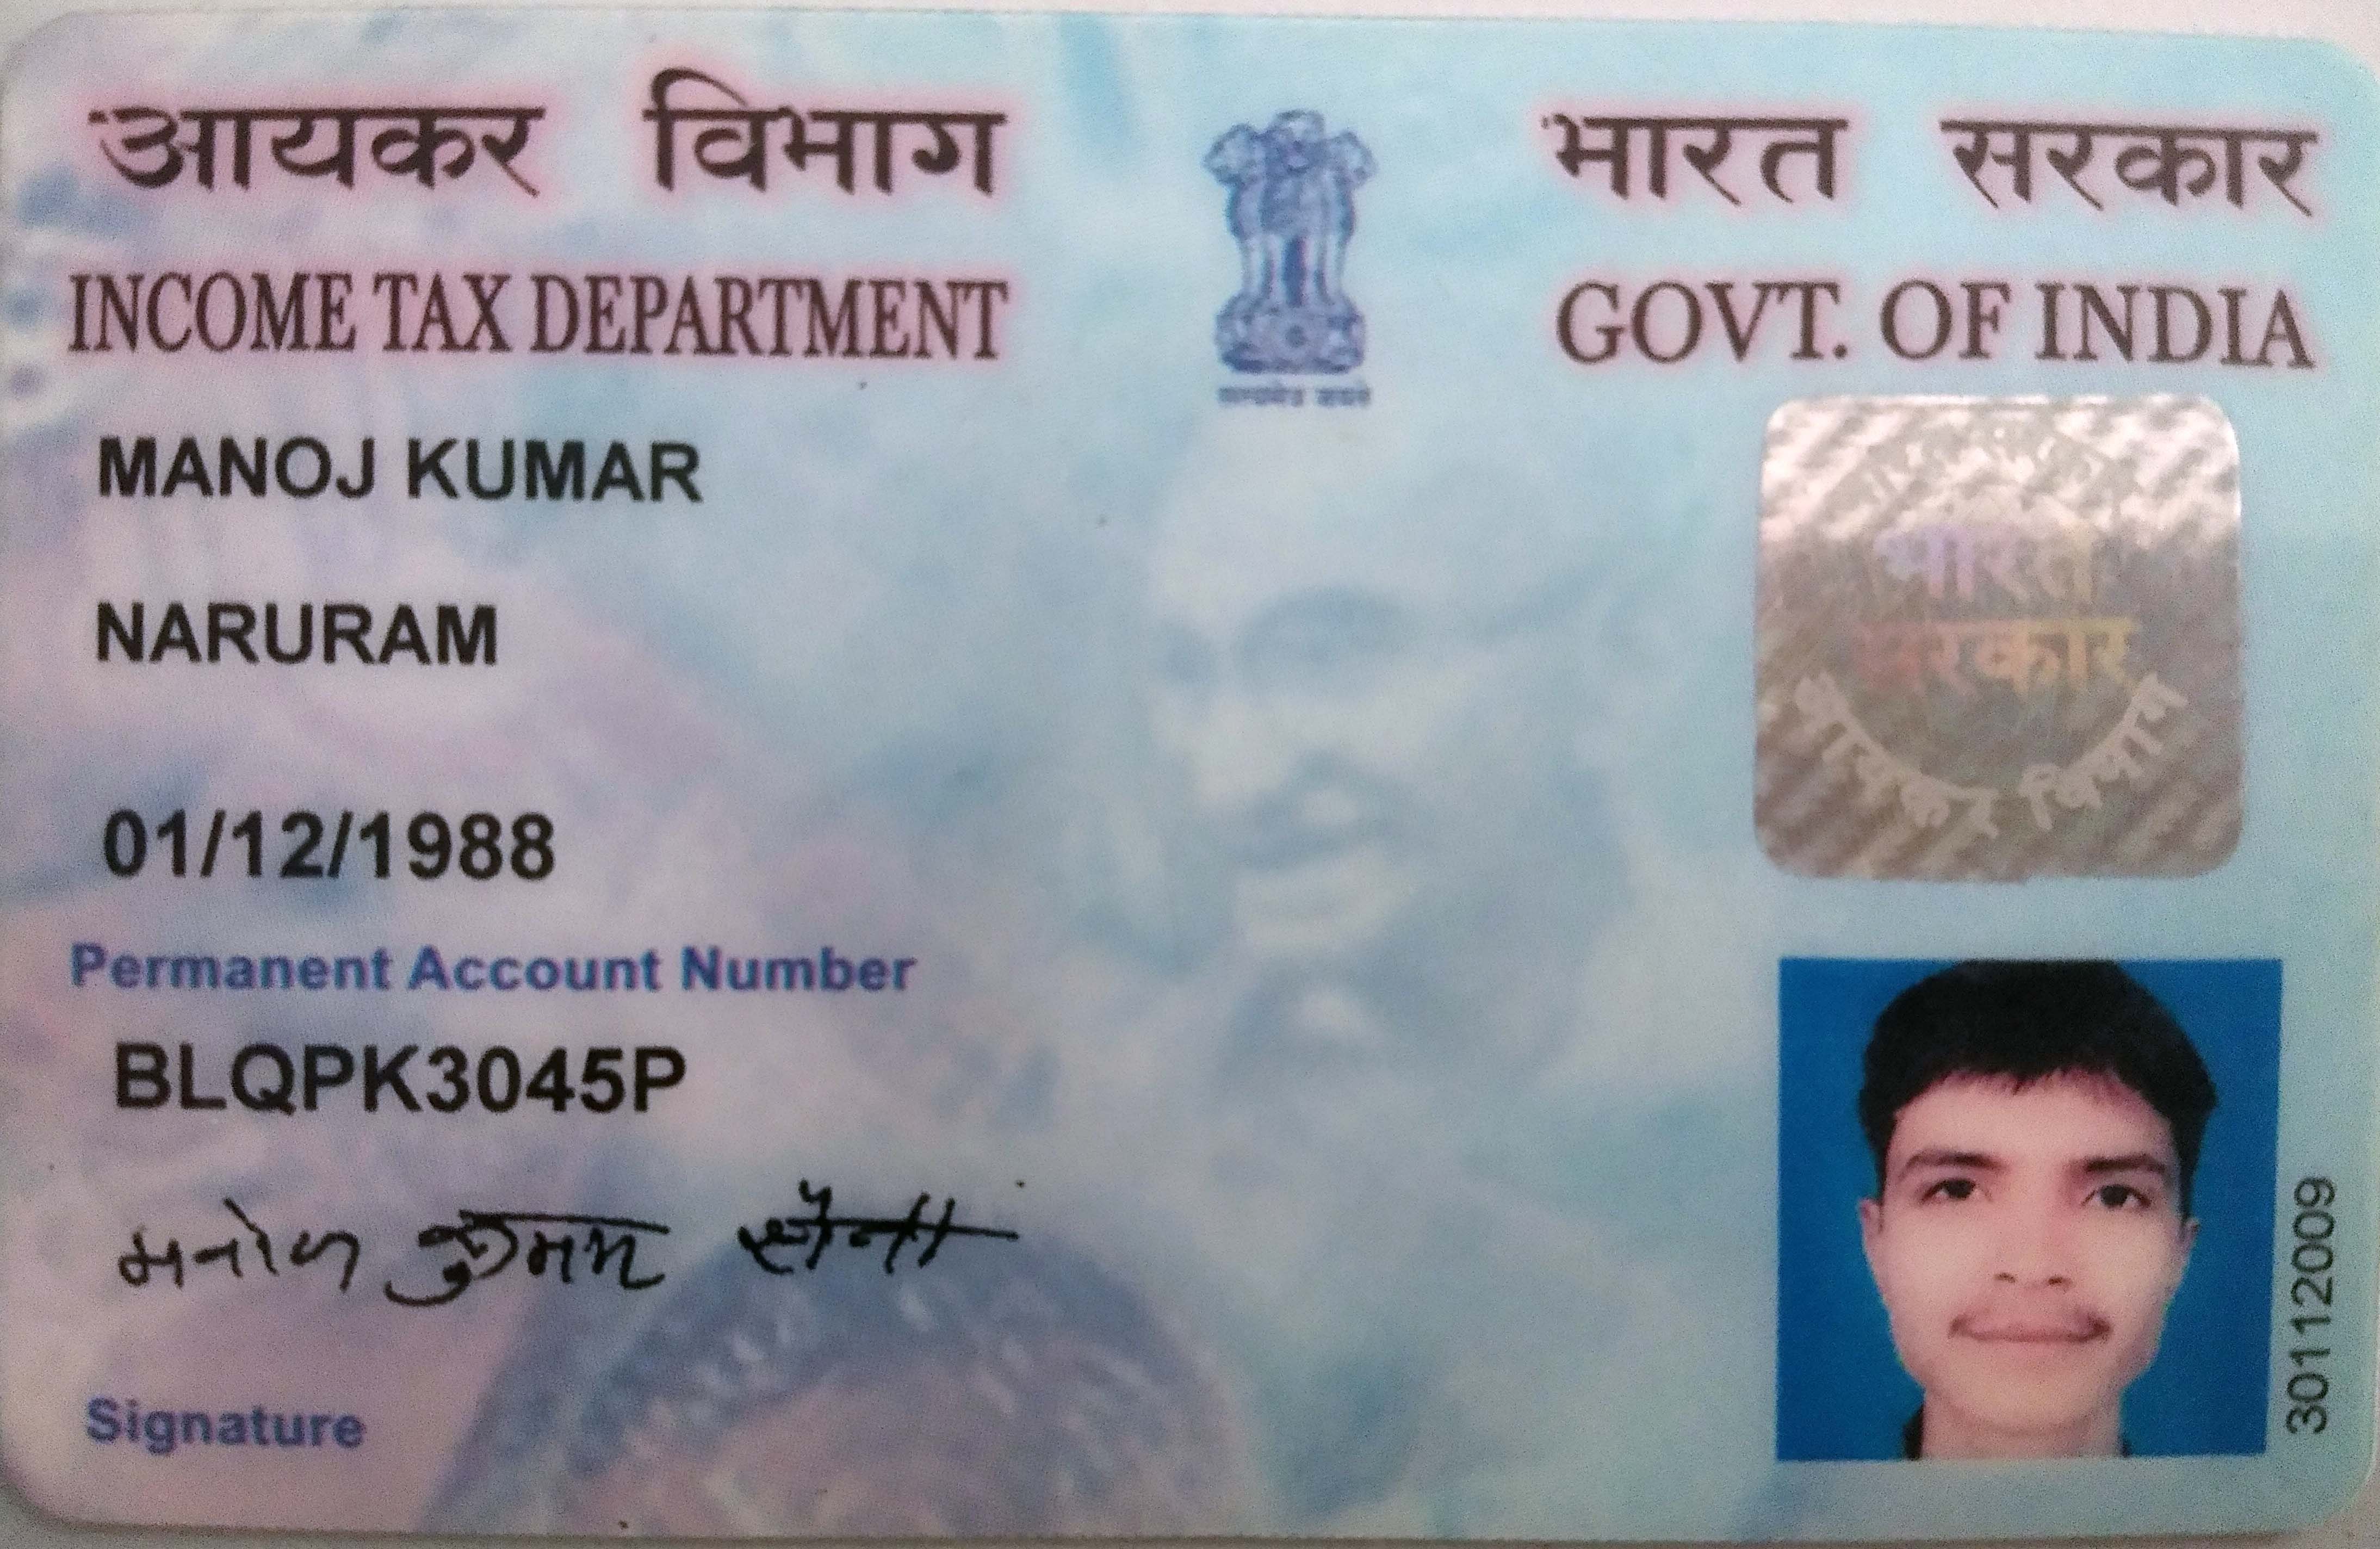 आयकर विभाग
भारत सरकार
INCOME TAX DEPARTMENT
GOVT. OF INDIA
सत्यमेव जयते
MANOJ KUMAR
NARURAM
भारत
सरकार
आयकर विभाग
01/12/1988
Permanent Account Number
BLQPK3045P
मनोज कुमार सैनी
Signature
30112009